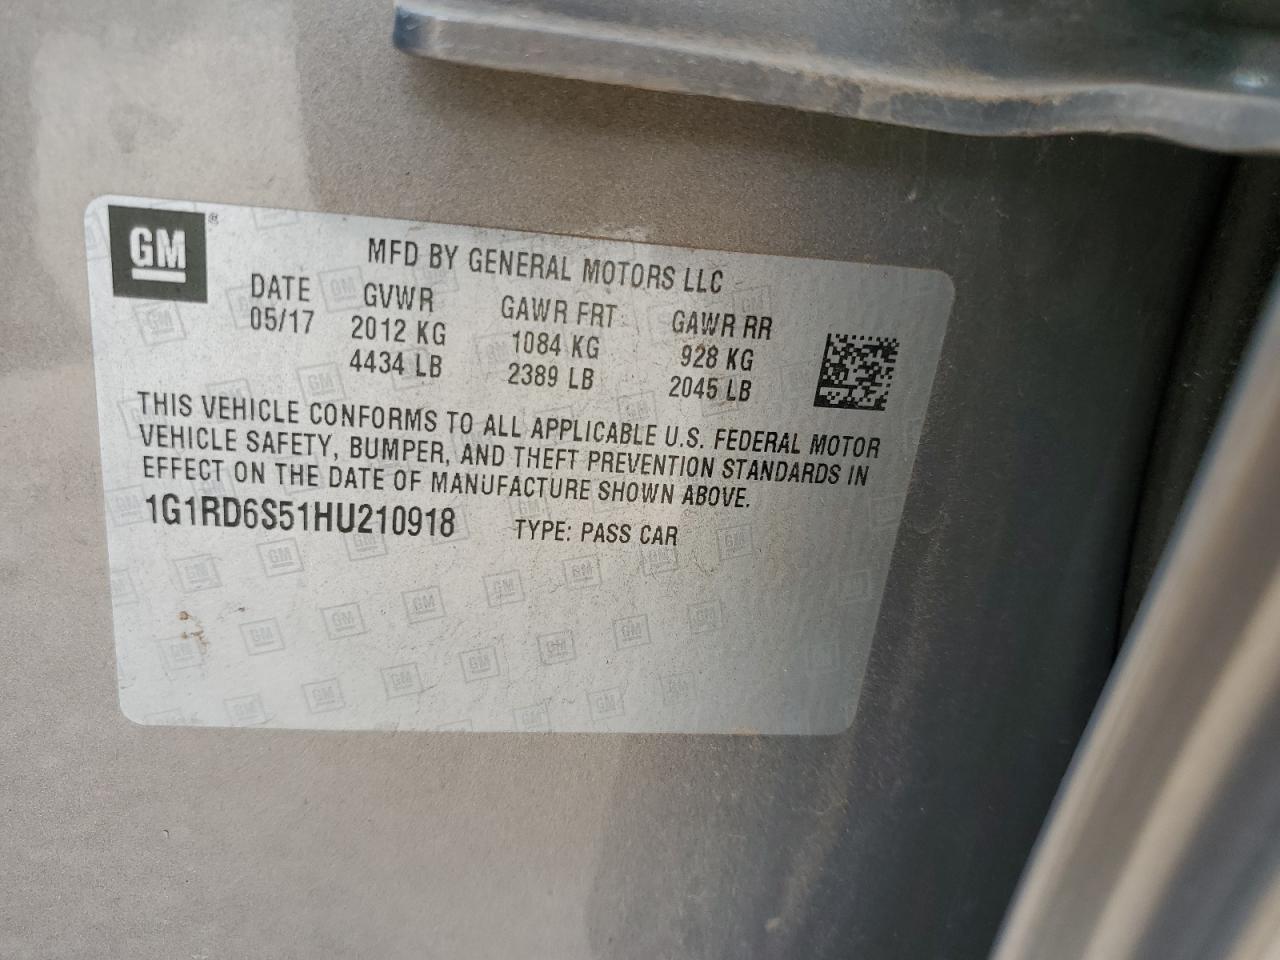 GM ®
MFD BY GENERAL MOTORS LLC
DATE GVWR GAWR FRT GAWR RR
05/17 2012 KG 1084 KG 928 KG
4434 LB 2389 LB 2045 LB
THIS VEHICLE CONFORMS TO ALL APPLICABLE U.S. FEDERAL MOTOR
VEHICLE SAFETY, BUMPER, AND THEFT PREVENTION STANDARDS IN
EFFECT ON THE DATE OF MANUFACTURE SHOWN ABOVE.
1G1RD6S51HU210918 TYPE: PASS CAR